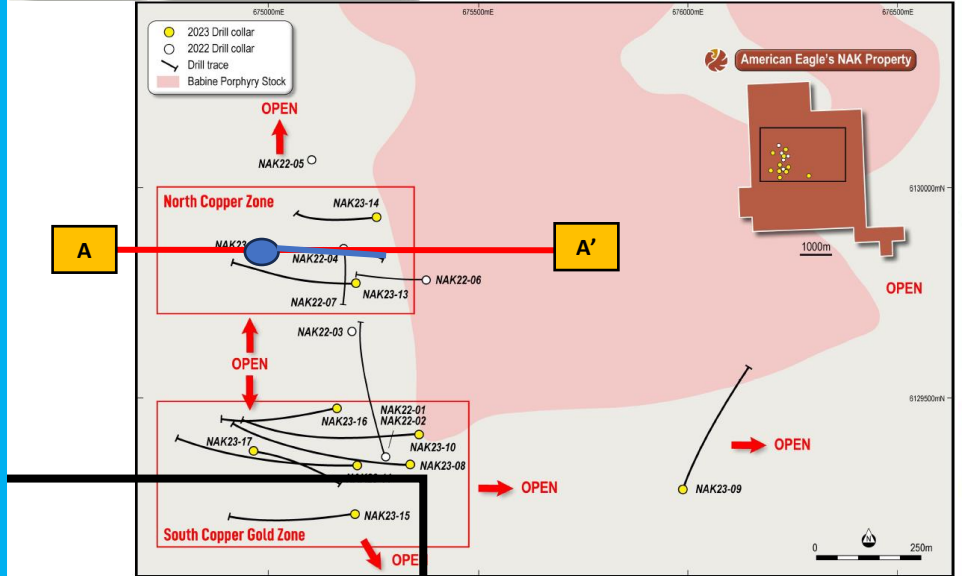 675000mE
675500mE
676000mE
676500mE
2023 Drill collar
2022 Drill collar
Drill trace
Babine Porphyry Stock
American Eagle's NAK Property
OPEN
NAK22-05
6130000mN
North Copper Zone
NAK23-14
A
A'
NAK22-04
1000m
NAK22-06
NAK23-13
NAK22-07
OPEN
NAK22-03
OPEN
6129500mN
NAK22-01
NAK22-02
NAK23-16
NAK23-10
NAK23-17
OPEN
NAK23-08
OPEN
NAK23-09
NAK23-15
South Copper Gold Zone
N
OPE
0
250m